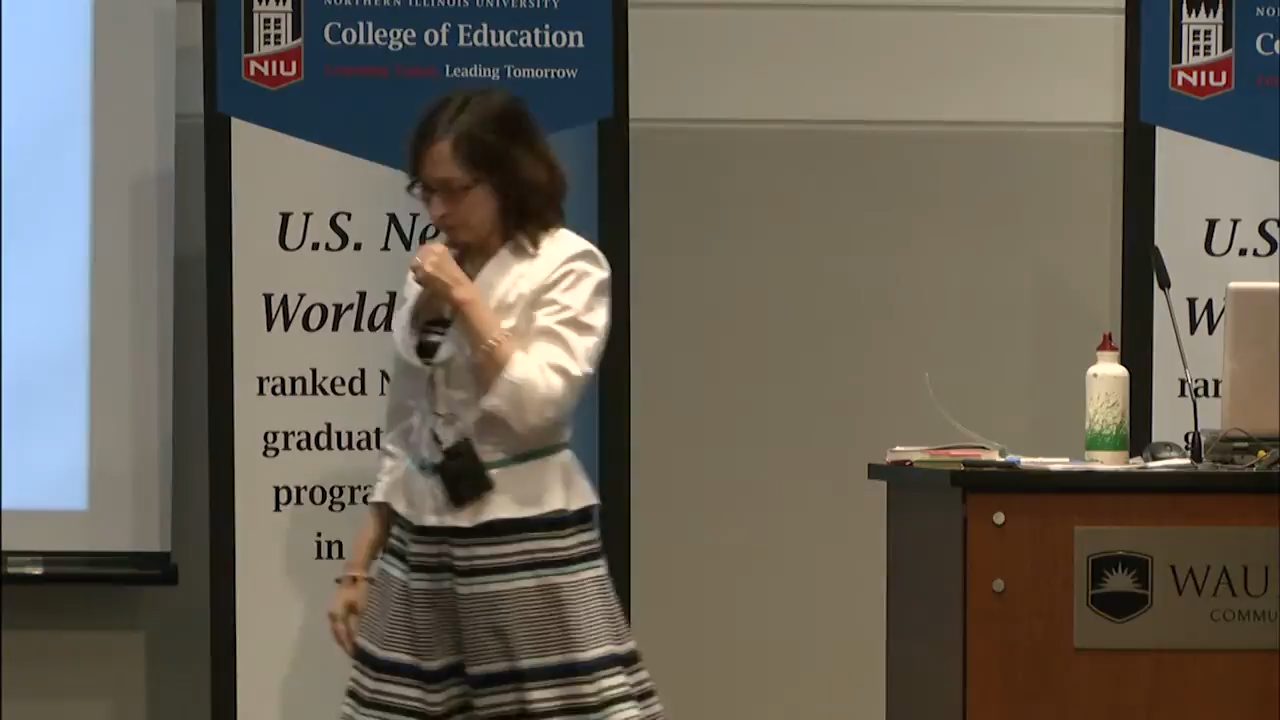 NORTHERN ILLINOIS UNIVERSITY
College of Education
Leading Tomorrow
NIU
U.S. Ne
World
ranked N
graduat
progra
in
NIU
U.S
W
ran
g
WAU
COMMU